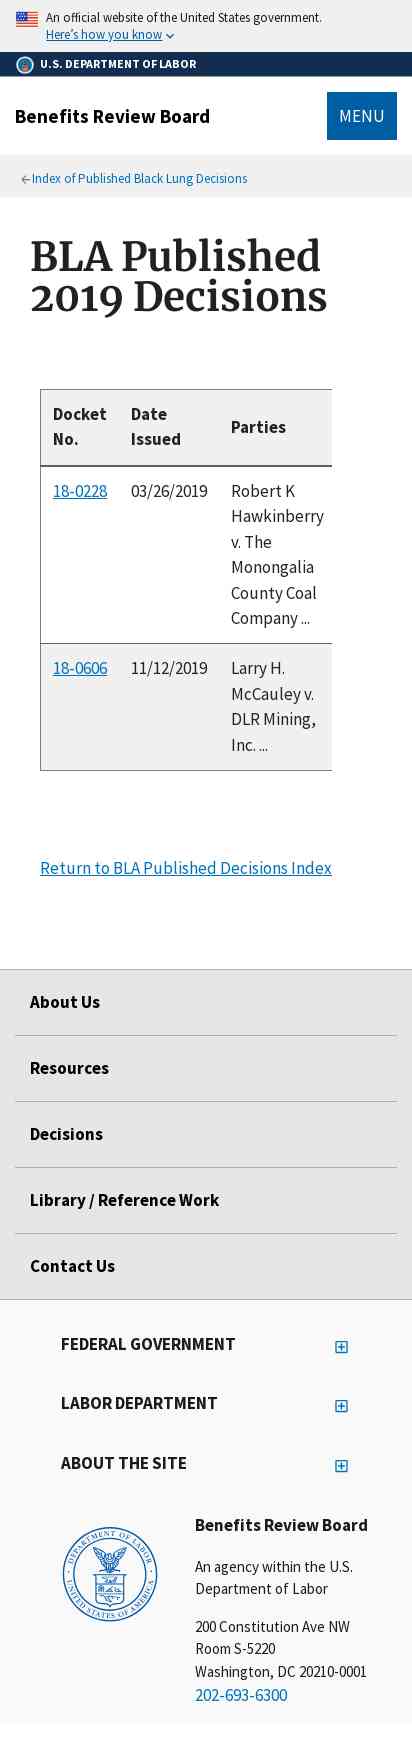 An official website of the United States government.
Here's how you know
U.S. DEPARTMENT OF LABOR
Benefits Review Board
MENU
Index of Published Black Lung Decisions
BLA Published
2019 Decisions
Docket No. Date Issued Parties
18-0228 03/26/2019 Robert K
Hawkinberry
v. The
Monongalia
County Coal
Company ...
18-0606 11/12/2019 Larry H.
McCauley v.
DLR Mining,
Inc. ...
Return to BLA Published Decisions Index
About Us
Resources
Decisions
Library / Reference Work
Contact Us
FEDERAL GOVERNMENT
LABOR DEPARTMENT
ABOUT THE SITE
DEPARTMENT OF LABOR
UNITED STATES OF AMERICA
Benefits Review Board
An agency within the U.S.
Department of Labor
200 Constitution Ave NW
Room S-5220
Washington, DC 20210-0001
202-693-6300